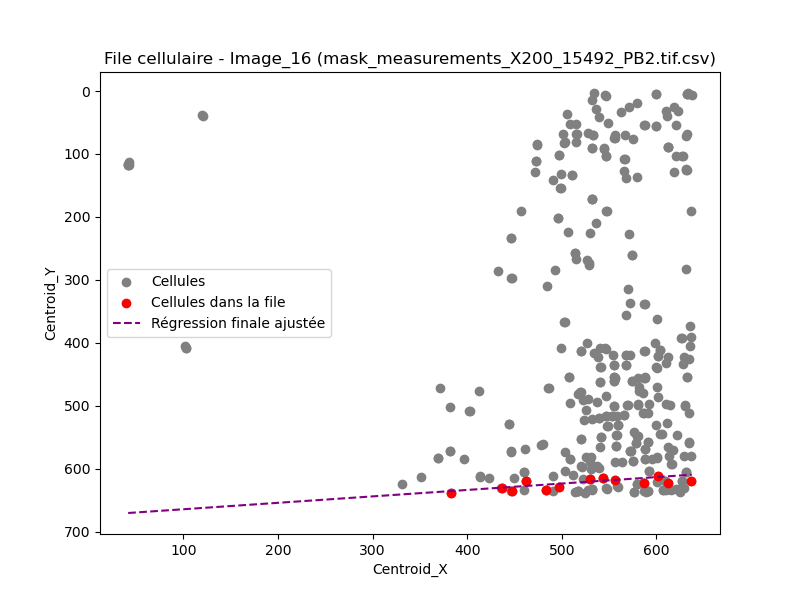 File cellulaire - Image_16 (mask_measurements_X200_15492_PB2.tif.csv)
0
100
200
300
400
500
600
700
Centroid_Y
Cellules
Cellules dans la file
Régression finale ajustée
100
200
300
400
500
600
Centroid_X